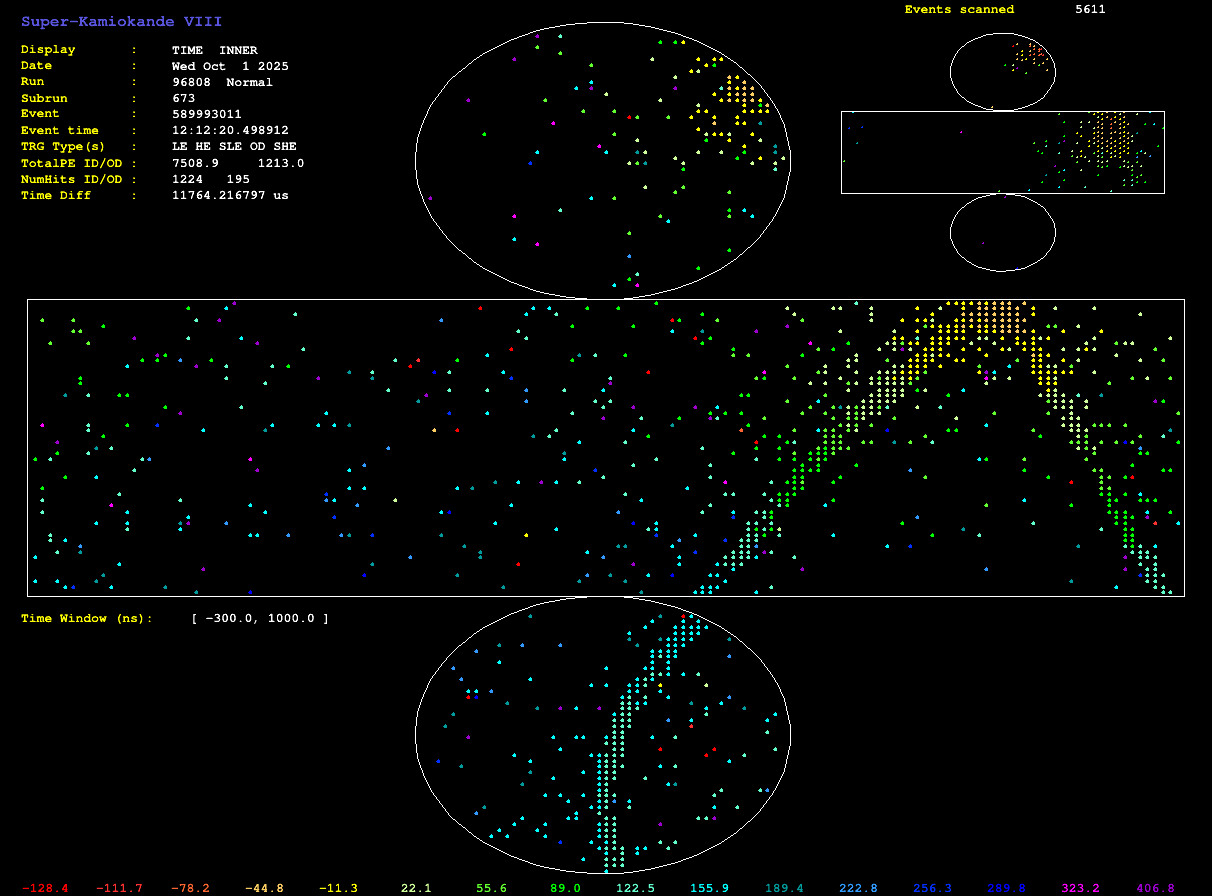 Super-Kamiokande VIII
Events scanned 5611
Display : TIME INNER
Date : Wed Oct 1 2025
Run : 96808 Normal
Subrun : 673
Event : 589993011
Event time : 12:12:20.498912
TRG Type(s) : LE HE SLE OD SHE
TotalPE ID/OD : 7508.9 1213.0
NumHits ID/OD : 1224 195
Time Diff : 11764.216797 us
Time Window (ns): [ -300.0, 1000.0 ]
-128.4 -111.7 -78.2 -44.8 -11.3 22.1 55.6 89.0 122.5 155.9 189.4 222.8 256.3 289.8 323.2 406.8